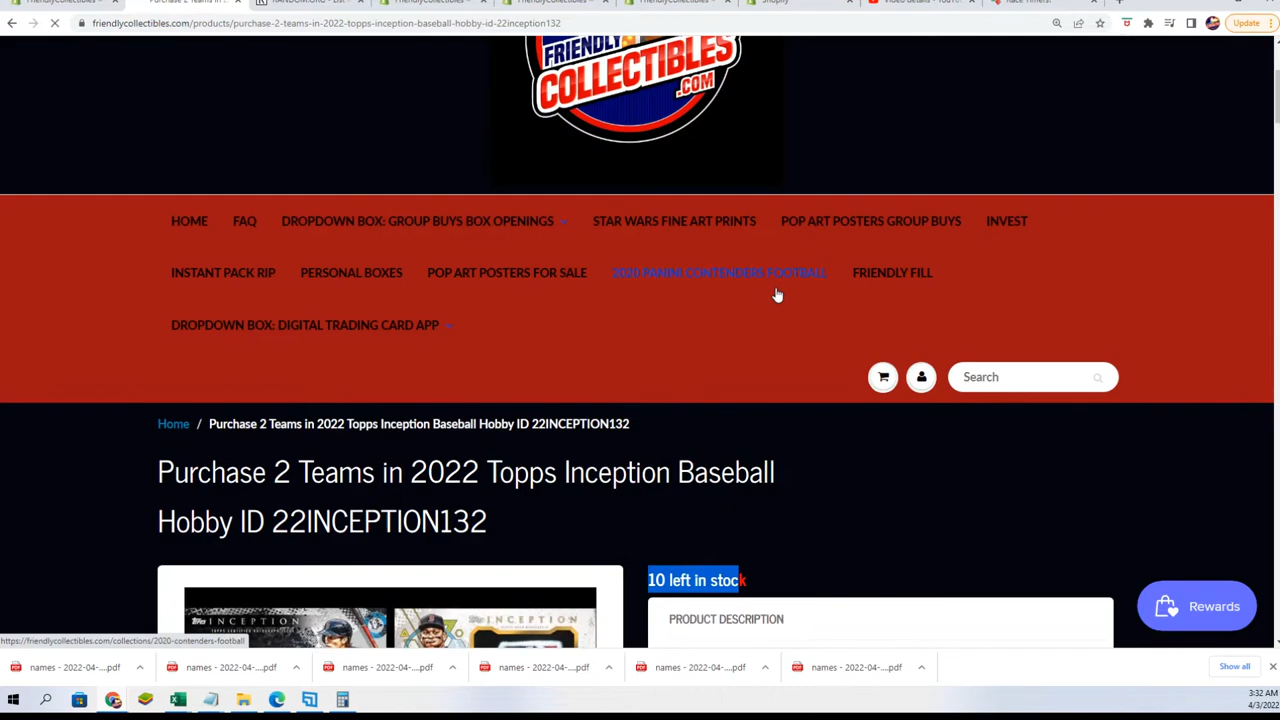 friendlycollectibles.com/products/purchase-2-teams-in-2022-topps-inception-baseball-hobby-id-22inception132
Update
FRIENDLY
COLLECTIBLES
.COM
HOME FAQ DROPDOWN BOX: GROUP BUYS BOX OPENINGS STAR WARS FINE ART PRINTS POP ART POSTERS GROUP BUYS INVEST
INSTANT PACK RIP PERSONAL BOXES POP ART POSTERS FOR SALE 2020 PANINI CONTENDERS FOOTBALL FRIENDLY FILL
DROPDOWN BOX: DIGITAL TRADING CARD APP
Search
Home / Purchase 2 Teams in 2022 Topps Inception Baseball Hobby ID 22INCEPTION132
Purchase 2 Teams in 2022 Topps Inception Baseball
Hobby ID 22INCEPTION132
10 left in stock
PRODUCT DESCRIPTION
INCEPTION INCEPTION
Rewards
https://friendlycollectibles.com/collections/2020-contenders-football
names - 2022-04-....pdf names - 2022-04-....pdf names - 2022-04-....pdf names - 2022-04-....pdf names - 2022-04-....pdf names - 2022-04-....pdf Show all
3:32 AM
4/3/2022